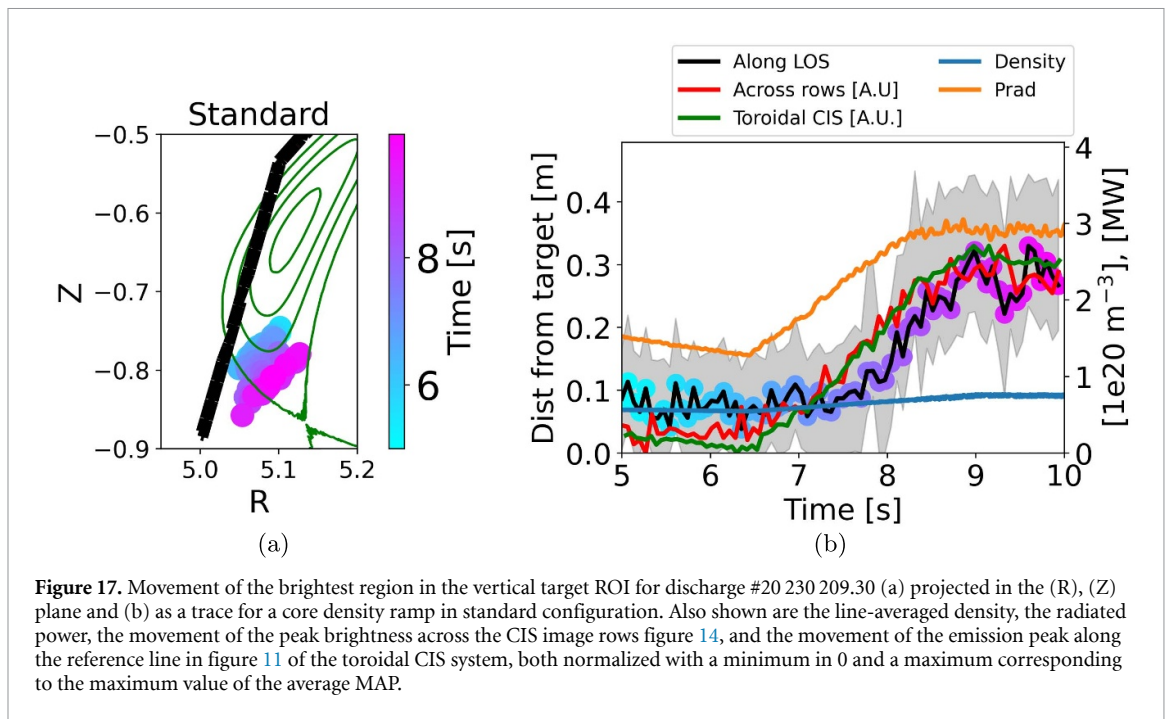 Standard
−0.5
−0.6
−0.7
−0.8
−0.9
Z
5.0 5.1 5.2
R
8
6
Time [s]
(a)
Along LOS
Across rows [A.U]
Toroidal CIS [A.U.]
Density
Prad
Dist from target [m]
0.4
0.3
0.2
0.1
0.0
5 6 7 8 9 10
Time [s]
4
3
2
1
0
[1e20 m⁻³], [MW]
(b)
Figure 17. Movement of the brightest region in the vertical target ROI for discharge #20 230 209.30 (a) projected in the (R), (Z)
plane and (b) as a trace for a core density ramp in standard configuration. Also shown are the line-averaged density, the radiated
power, the movement of the peak brightness across the CIS image rows figure 14, and the movement of the emission peak along
the reference line in figure 11 of the toroidal CIS system, both normalized with a minimum in 0 and a maximum corresponding
to the maximum value of the average MAP.